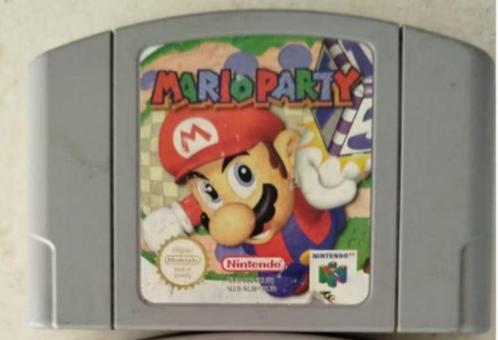 MARIO PARTY
M
Original
Nintendo
Seal of
Quality
Nintendo
NINTENDO 64